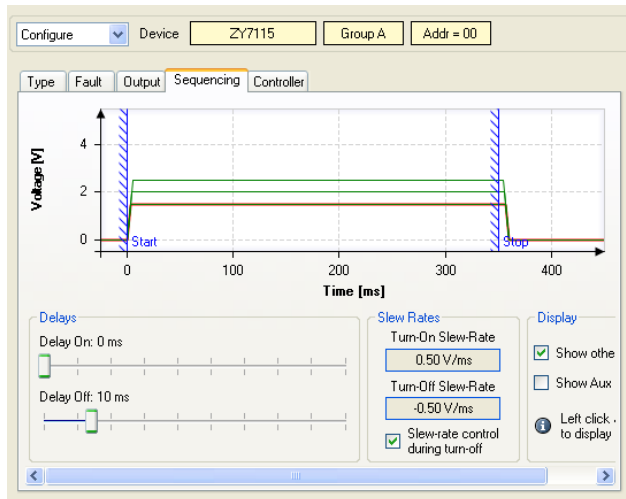 Configure Device ZY7115 Group A Addr = 00
Type Fault Output Sequencing Controller
Voltage [V]
4
2
0
Start Stop
0 100 200 300 400
Time [ms]
Delays
Delay On: 0 ms
Delay Off: 10 ms
Slew Rates
Turn-On Slew-Rate
0.50 V/ms
Turn-Off Slew-Rate
-0.50 V/ms
Slew-rate control
during turn-off
Display
Show othe
Show Aux
Left click
to display